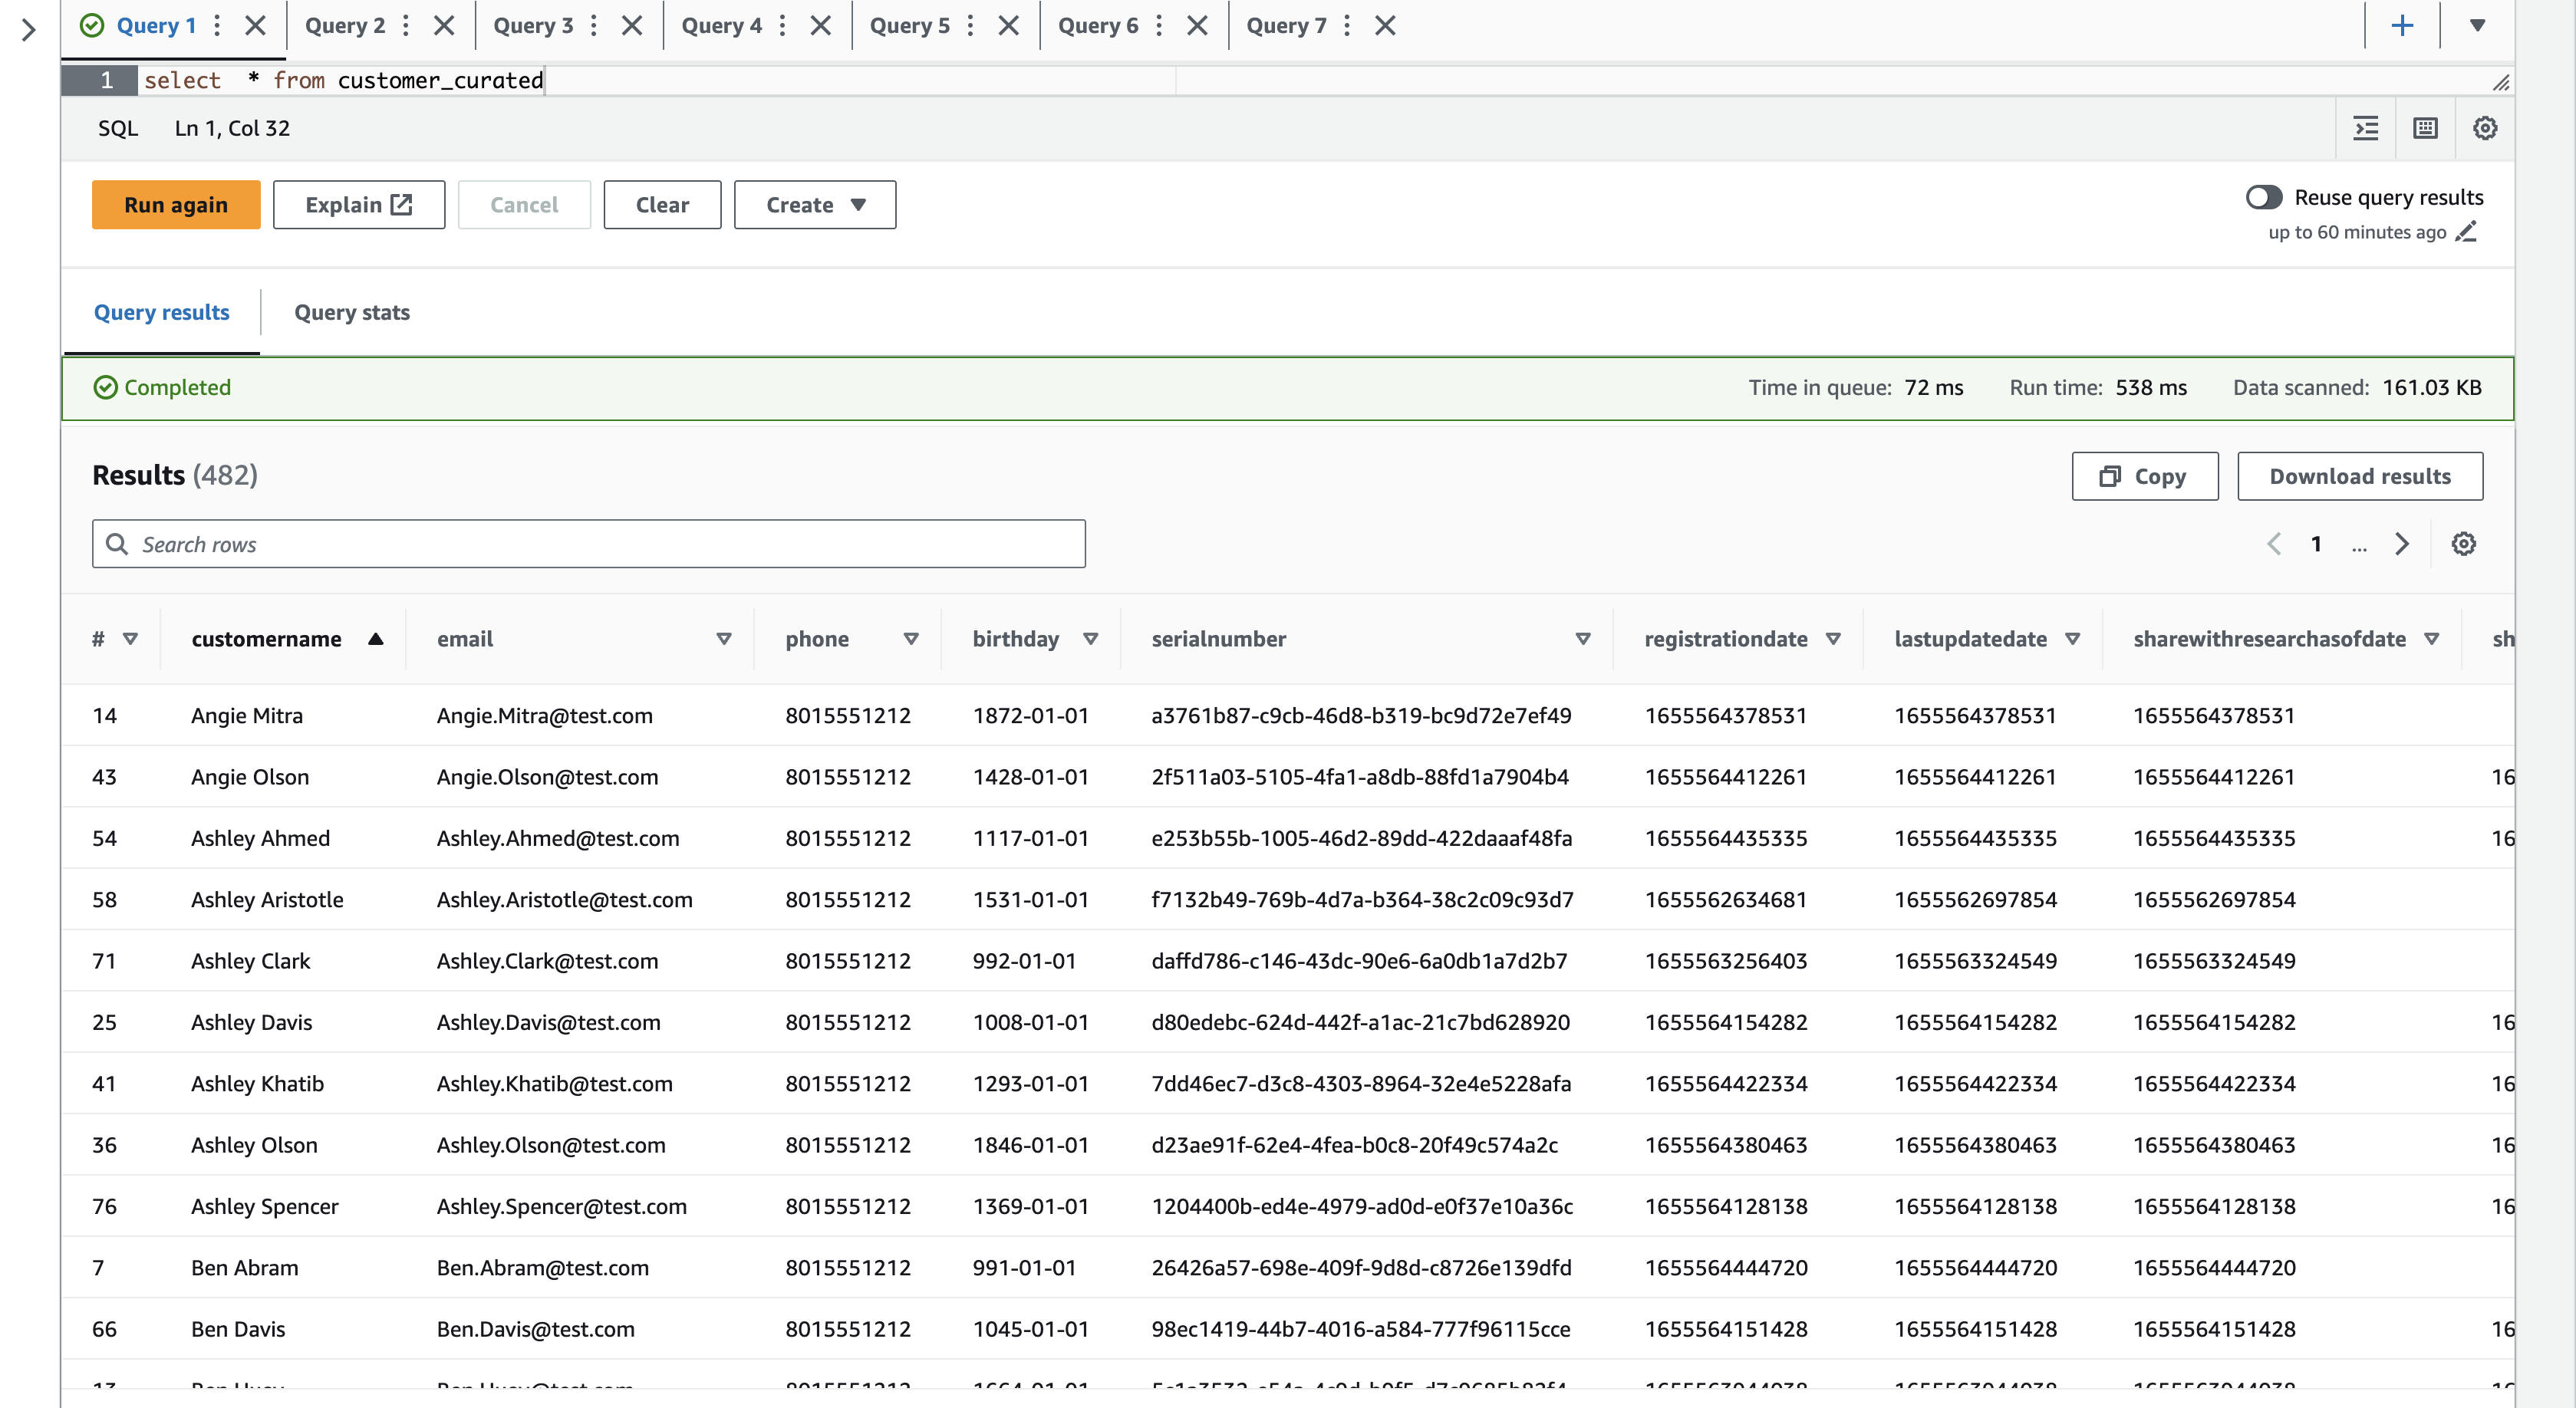 Query 1 Query 2 Query 3 Query 4 Query 5 Query 6 Query 7
1 select * from customer_curated
SQL Ln 1, Col 32
Run again Explain Cancel Clear Create Reuse query results
up to 60 minutes ago
Query results Query stats
Completed Time in queue: 72 ms Run time: 538 ms Data scanned: 161.03 KB
Results (482) Copy Download results
Search rows 1 ...
# customername email phone birthday serialnumber registrationdate lastupdatedate sharewithresearchasofdate sh
14 Angie Mitra Angie.Mitra@test.com 8015551212 1872-01-01 a3761b87-c9cb-46d8-b319-bc9d72e7ef49 1655564378531 1655564378531 1655564378531
43 Angie Olson Angie.Olson@test.com 8015551212 1428-01-01 2f511a03-5105-4fa1-a8db-88fd1a7904b4 1655564412261 1655564412261 1655564412261 16
54 Ashley Ahmed Ashley.Ahmed@test.com 8015551212 1117-01-01 e253b55b-1005-46d2-89dd-422daaaf48fa 1655564435335 1655564435335 1655564435335 16
58 Ashley Aristotle Ashley.Aristotle@test.com 8015551212 1531-01-01 f7132b49-769b-4d7a-b364-38c2c09c93d7 1655562634681 1655562697854 1655562697854
71 Ashley Clark Ashley.Clark@test.com 8015551212 992-01-01 daffd786-c146-43dc-90e6-6a0db1a7d2b7 1655563256403 1655563324549 1655563324549
25 Ashley Davis Ashley.Davis@test.com 8015551212 1008-01-01 d80edebc-624d-442f-a1ac-21c7bd628920 1655564154282 1655564154282 1655564154282 16
41 Ashley Khatib Ashley.Khatib@test.com 8015551212 1293-01-01 7dd46ec7-d3c8-4303-8964-32e4e5228afa 1655564422334 1655564422334 1655564422334 16
36 Ashley Olson Ashley.Olson@test.com 8015551212 1846-01-01 d23ae91f-62e4-4fea-b0c8-20f49c574a2c 1655564380463 1655564380463 1655564380463 16
76 Ashley Spencer Ashley.Spencer@test.com 8015551212 1369-01-01 1204400b-ed4e-4979-ad0d-e0f37e10a36c 1655564128138 1655564128138 1655564128138 16
7 Ben Abram Ben.Abram@test.com 8015551212 991-01-01 26426a57-698e-409f-9d8d-c8726e139dfd 1655564444720 1655564444720 1655564444720
66 Ben Davis Ben.Davis@test.com 8015551212 1045-01-01 98ec1419-44b7-4016-a584-777f96115cce 1655564151428 1655564151428 1655564151428 16